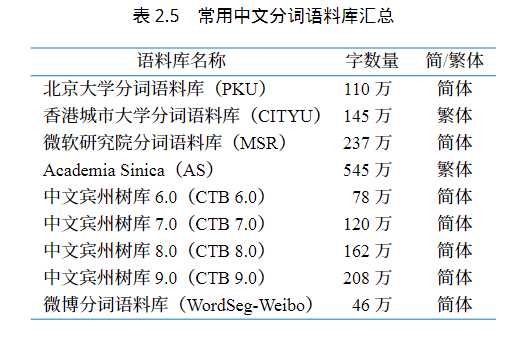 表 2.5 常用中文分词语料库汇总
语料库名称 字数量 简/繁体
北京大学分词语料库（PKU） 110 万 简体
香港城市大学分词语料库（CITYU） 145 万 繁体
微软研究院分词语料库（MSR） 237 万 简体
Academia Sinica（AS） 545 万 繁体
中文宾州树库 6.0（CTB 6.0） 78 万 简体
中文宾州树库 7.0（CTB 7.0） 120 万 简体
中文宾州树库 8.0（CTB 8.0） 162 万 简体
中文宾州树库 9.0（CTB 9.0） 208 万 简体
微博分词语料库（WordSeg-Weibo） 46 万 简体